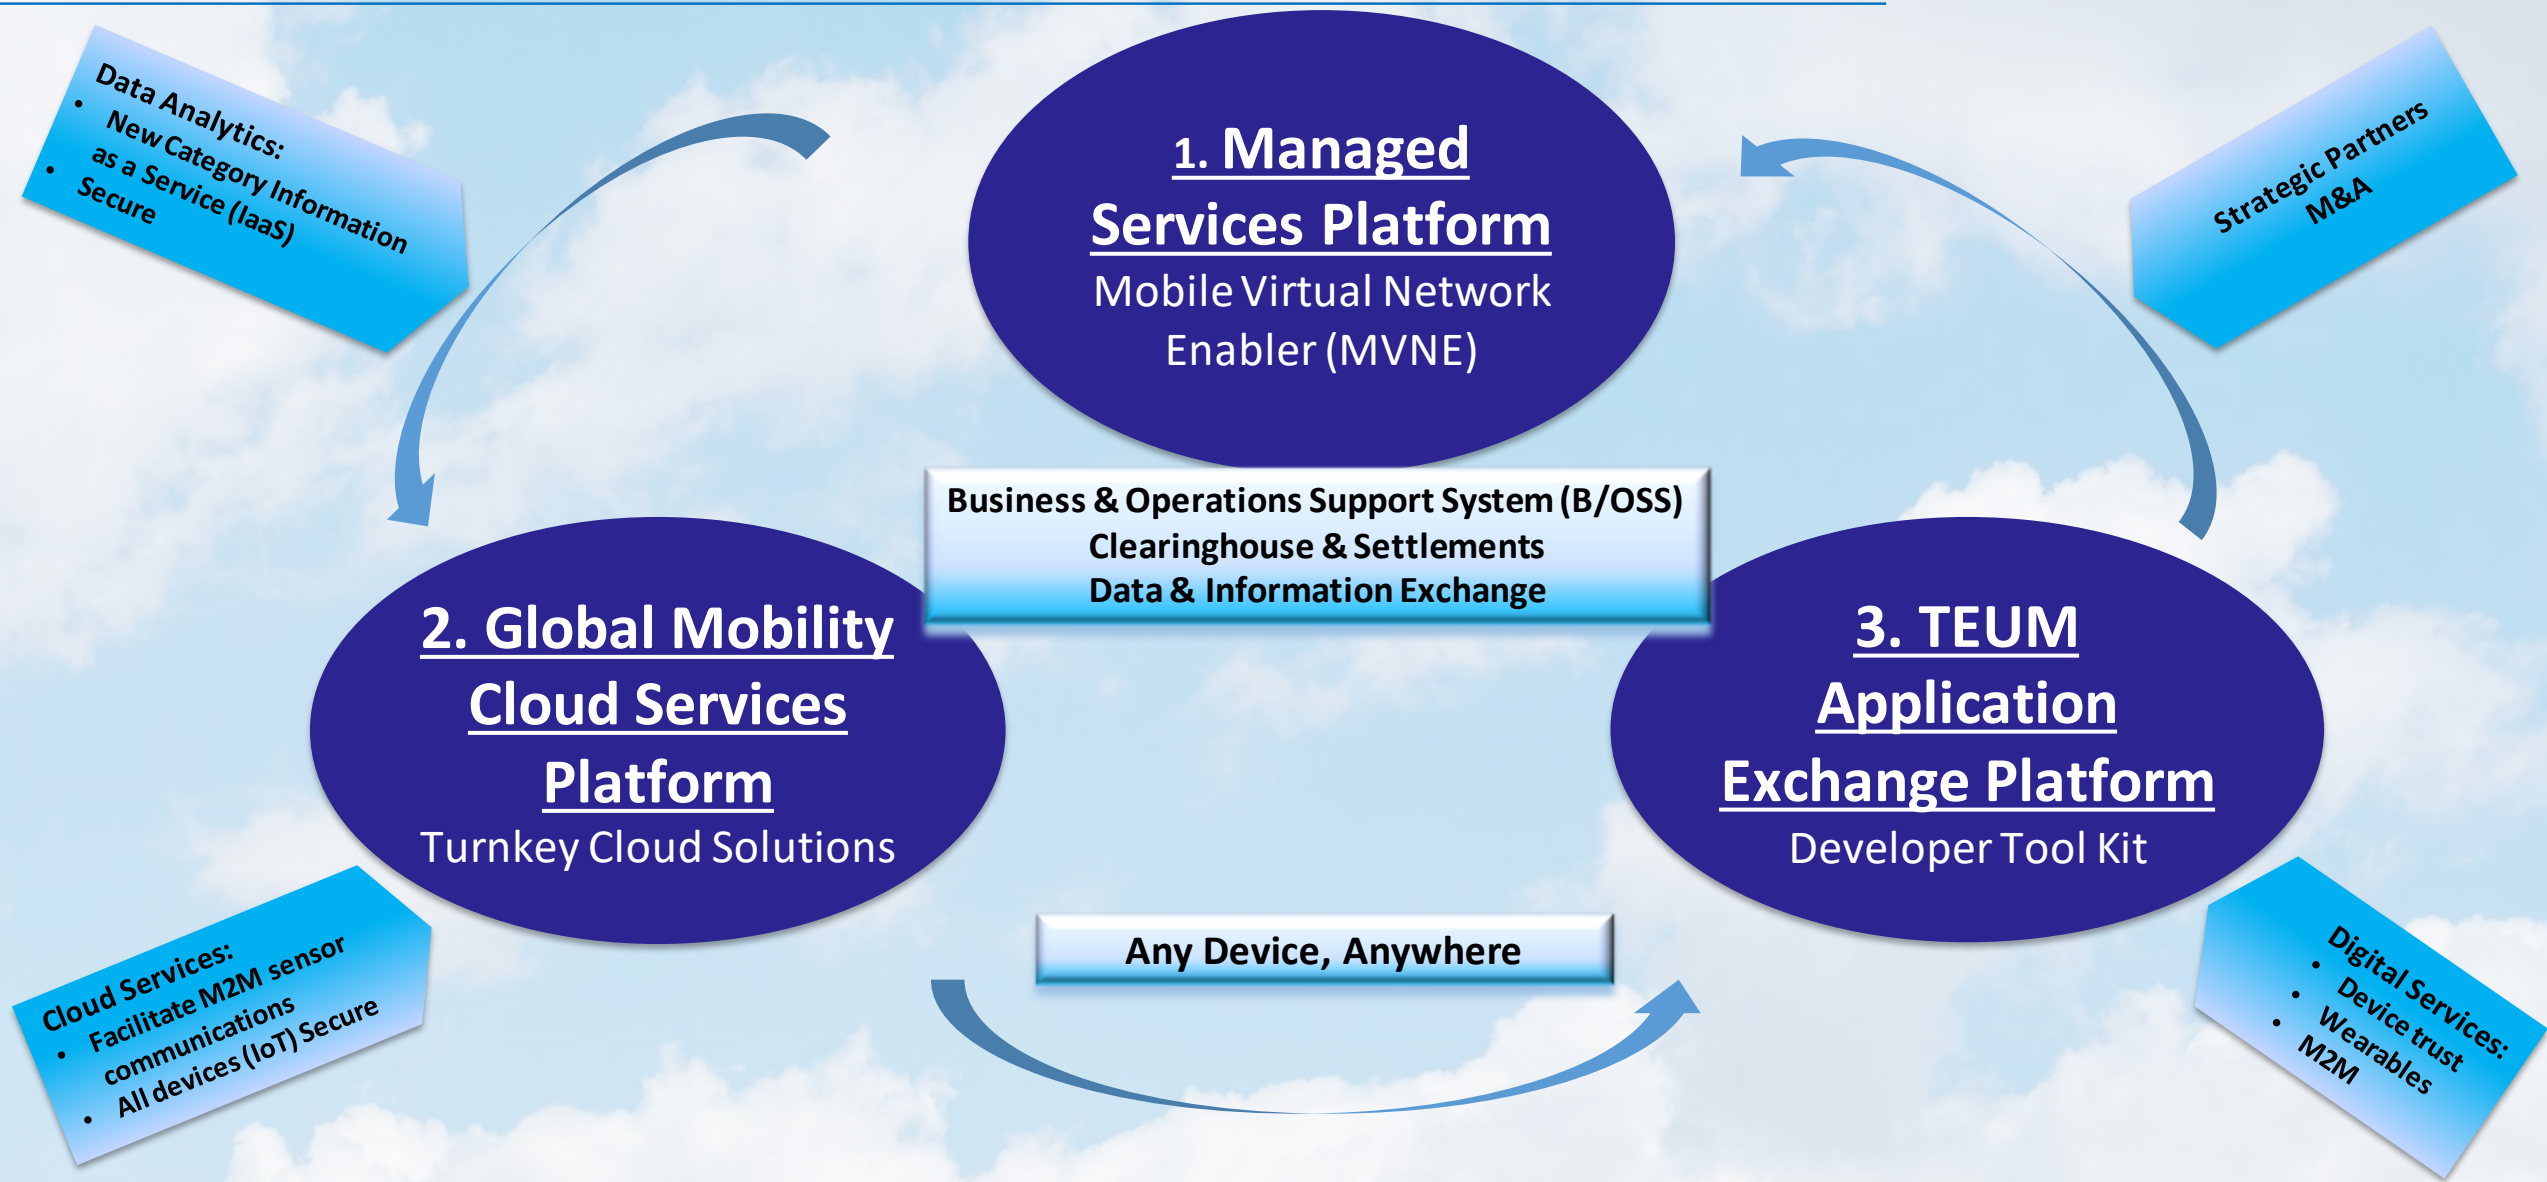 Data Analytics:
• New Category Information
as a Service (IaaS)
• Secure
1. Managed
Services Platform
Mobile Virtual Network
Enabler (MVNE)
Strategic Partners
M&A
Business & Operations Support System (B/OSS)
Clearinghouse & Settlements
Data & Information Exchange
2. Global Mobility
Cloud Services
Platform
Turnkey Cloud Solutions
3. TEUM
Application
Exchange Platform
Developer Tool Kit
Any Device, Anywhere
Cloud Services:
• Facilitate M2M sensor
communications
• All devices (IoT) Secure
Digital Services:
• Device trust
• Wearables
• M2M